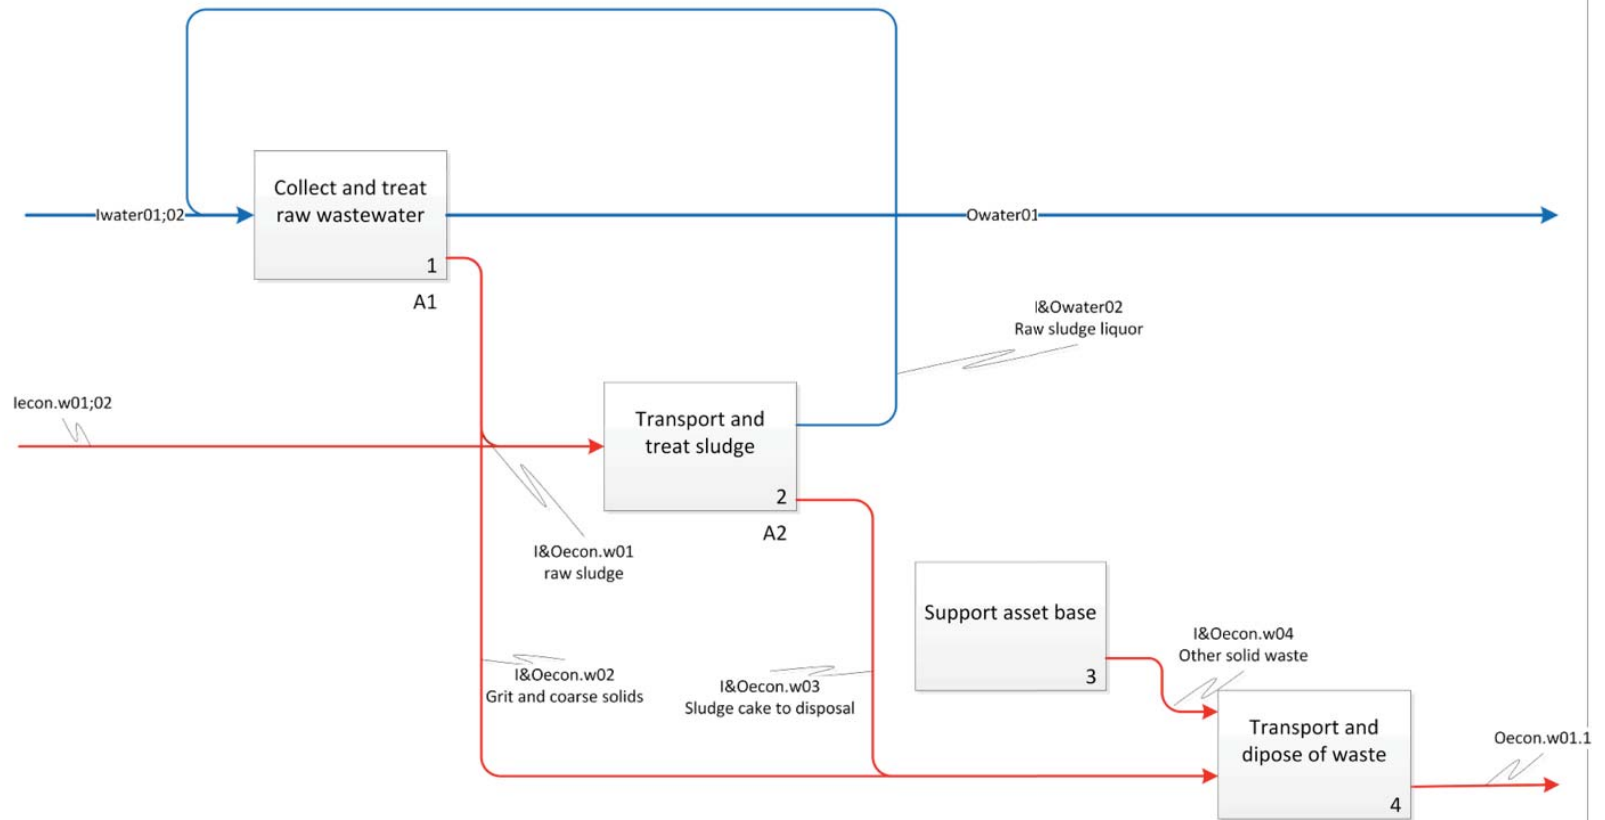 Collect and treat
raw wastewater
1
A1
Iwater01;02
Owater01
I&Owater02
Raw sludge liquor
Iecon.w01;02
Transport and
treat sludge
2
A2
I&Oecon.w01
raw sludge
Support asset base
3
I&Oecon.w04
Other solid waste
I&Oecon.w02
Grit and coarse solids
I&Oecon.w03
Sludge cake to disposal
Transport and
dipose of waste
4
Oecon.w01.1